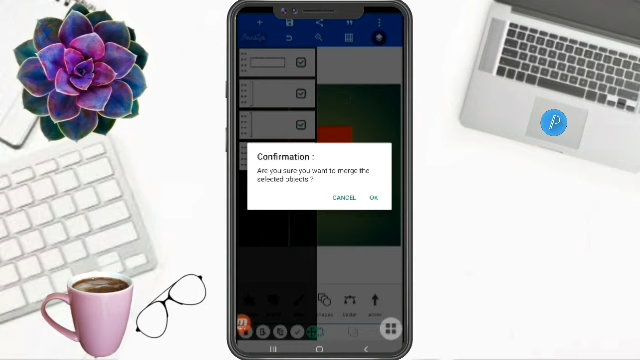 Confirmation :
Are you sure you want to merge the
selected objects ?
CANCEL
OK